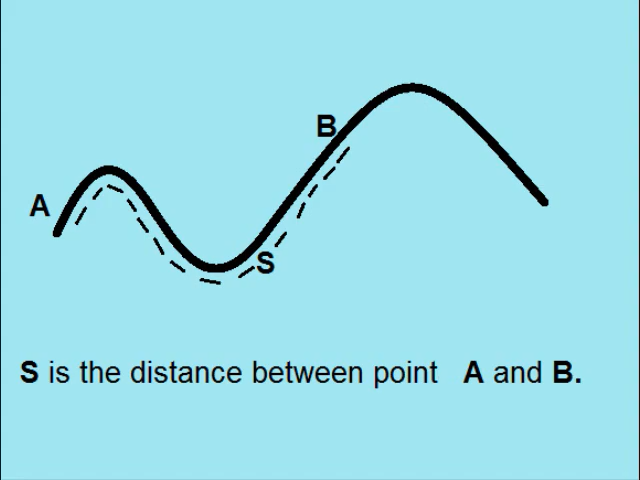 B
A
S
S is the distance between point A and B.